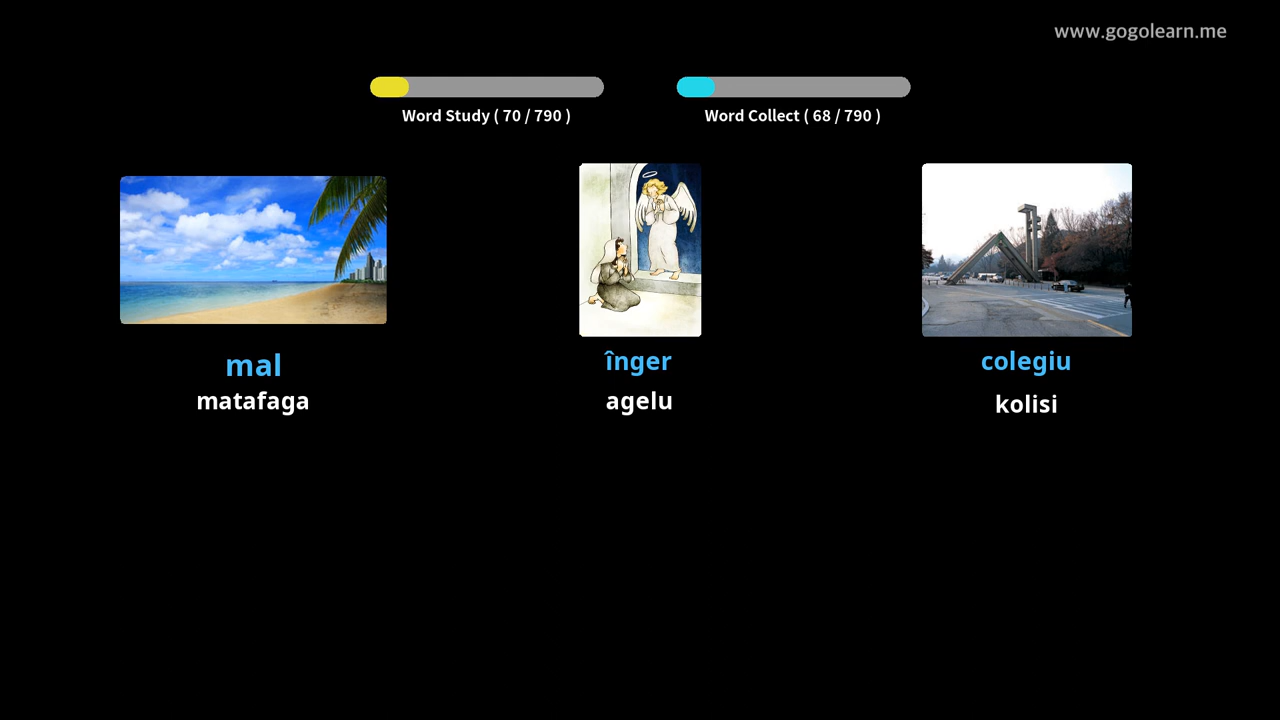 www.gogolearn.me
Word Study ( 70 / 790 )
Word Collect ( 68 / 790 )
mal
matafaga
înger
agelu
colegiu
kolisi